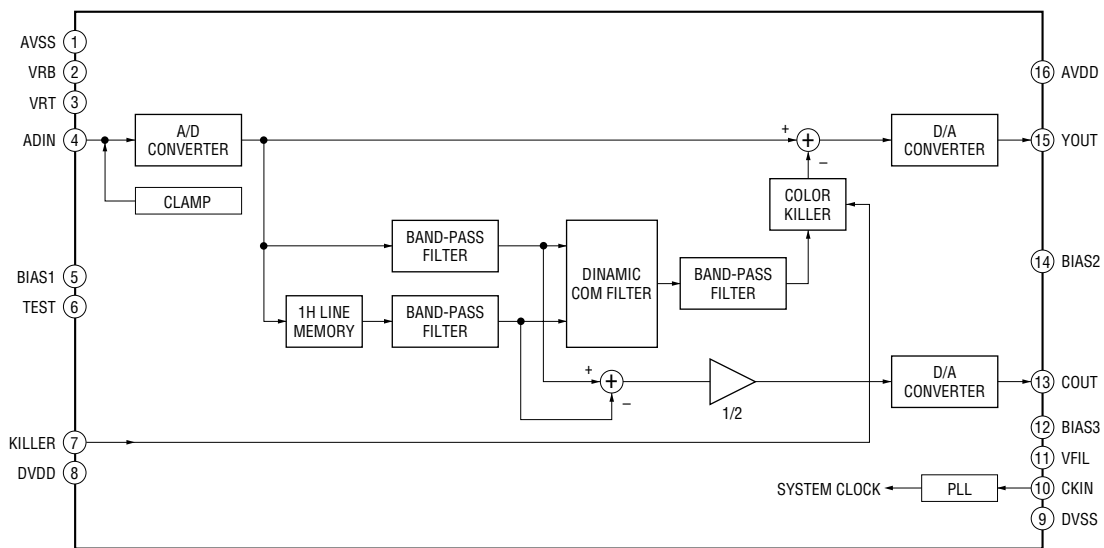 AVSS 1
VRB 2
VRT 3
ADIN 4
BIAS1 5
TEST 6
KILLER 7
DVDD 8
A/D
CONVERTER
CLAMP
1H LINE
MEMORY
BAND-PASS
FILTER
BAND-PASS
FILTER
DINAMIC
COM FILTER
BAND-PASS
FILTER
COLOR
KILLER
+
+
−
+
+
−
1/2
D/A
CONVERTER
D/A
CONVERTER
SYSTEM CLOCK
PLL
16 AVDD
15 YOUT
14 BIAS2
13 COUT
12 BIAS3
11 VFIL
10 CKIN
9 DVSS